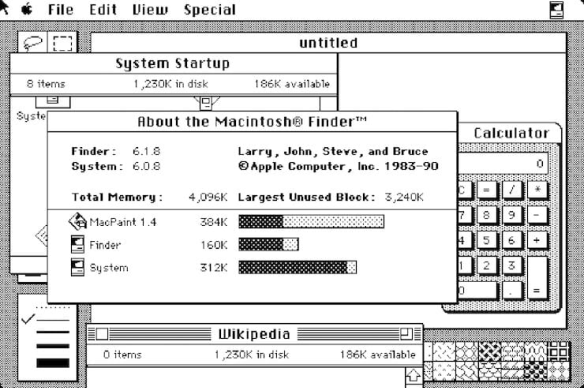 File Edit View Special
untitled
System Startup
8 items 1,230K in disk 186K available
Syste
About the Macintosh® Finder™
Finder: 6.1.8 Larry, John, Steve, and Bruce
System: 6.0.8 ©Apple Computer, Inc. 1983-90
Total Memory: 4,096K Largest Unused Block: 3,240K
MacPaint 1.4 384K
Finder 160K
System 312K
Calculator
0
C = / *
7 8 9 -
4 5 6 +
1 2 3
0 . =
Wikipedia
0 items 1,230K in disk 186K available